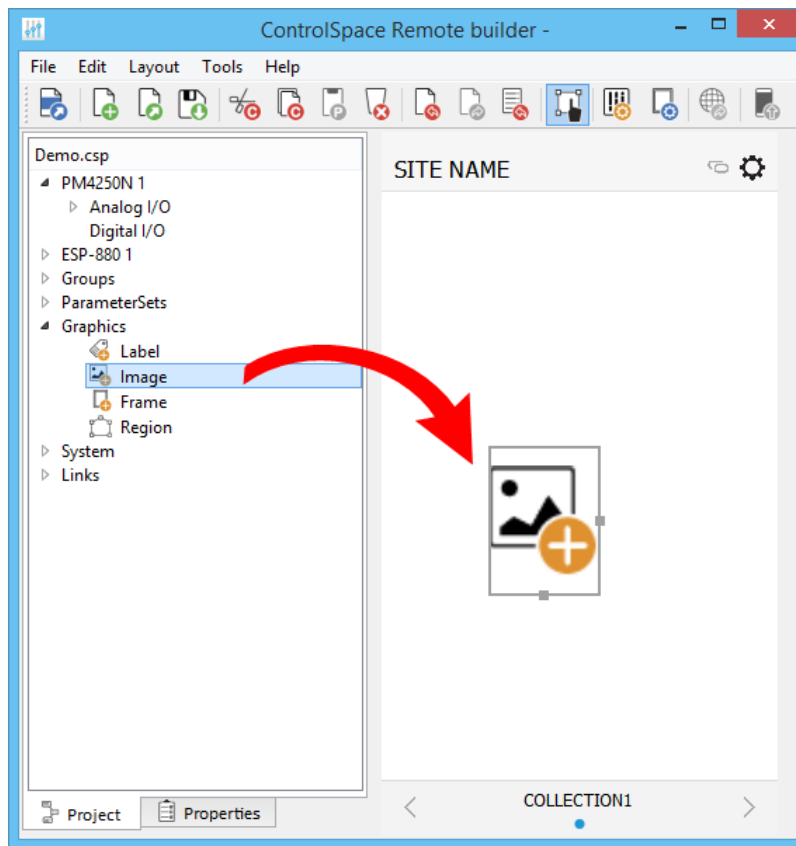 ControlSpace Remote builder -
File Edit Layout Tools Help
Demo.csp
PM4250N 1
Analog I/O
Digital I/O
ESP-880 1
Groups
ParameterSets
Graphics
Label
Image
Frame
Region
System
Links
Project Properties
SITE NAME
COLLECTION1